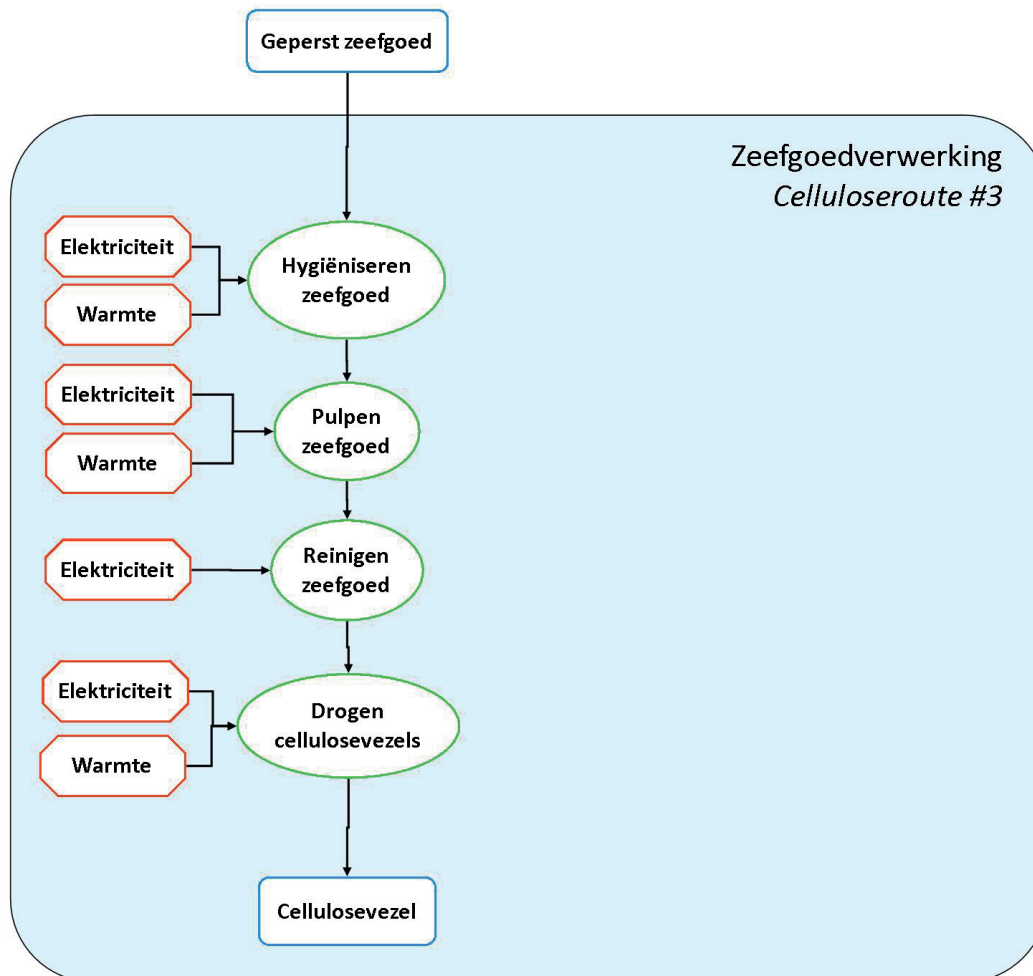 Geperst zeefgoed
Zeefgoedverwerking
Celluloseroute #3
Elektriciteit
Warmte
Hygiëniseren
zeefgoed
Elektriciteit
Warmte
Pulpen
zeefgoed
Elektriciteit
Reinigen
zeefgoed
Elektriciteit
Warmte
Drogen
cellulosevezels
Cellulosevezel